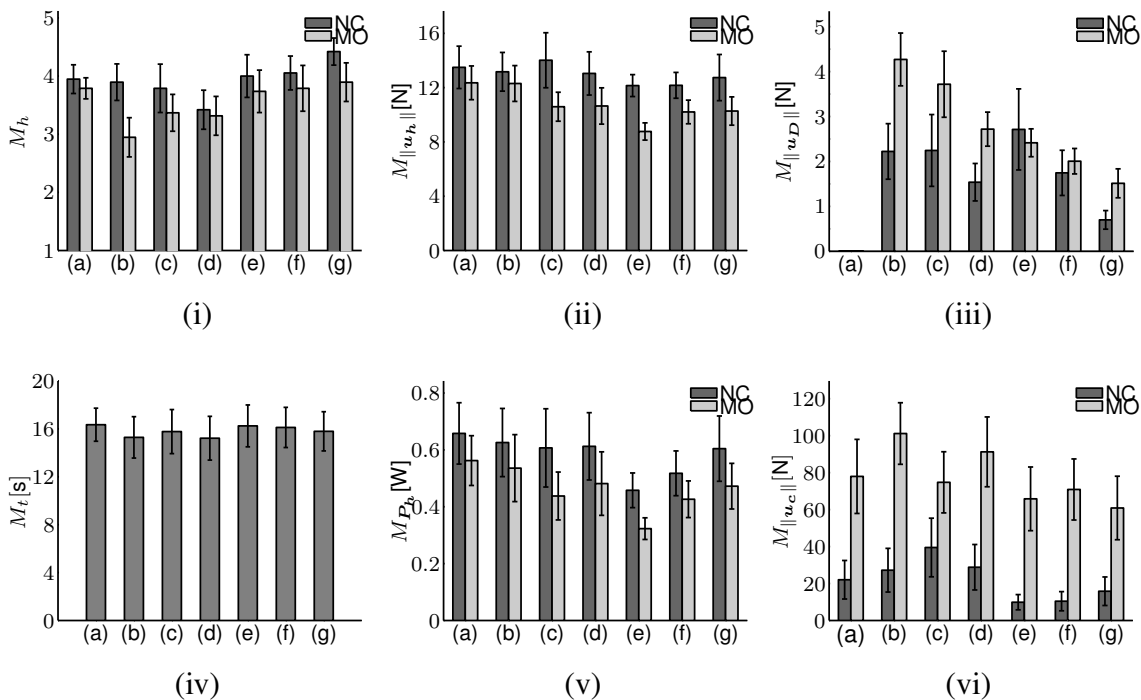 5
4
3
2
1
M_h
NC
MO
(a) (b) (c) (d) (e) (f) (g)
(i)
16
12
8
4
0
M_{||u_h||} [N]
NC
MO
(a) (b) (c) (d) (e) (f) (g)
(ii)
5
4
3
2
1
0
M_{||u_D||} [N]
NC
MO
(a) (b) (c) (d) (e) (f) (g)
(iii)
20
16
12
8
4
0
M_t [s]
(a) (b) (c) (d) (e) (f) (g)
(iv)
0.8
0.6
0.4
0.2
0
M_{P_h} [W]
NC
MO
(a) (b) (c) (d) (e) (f) (g)
(v)
120
100
80
60
40
20
0
M_{||u_c||} [N]
NC
MO
(a) (b) (c) (d) (e) (f) (g)
(vi)